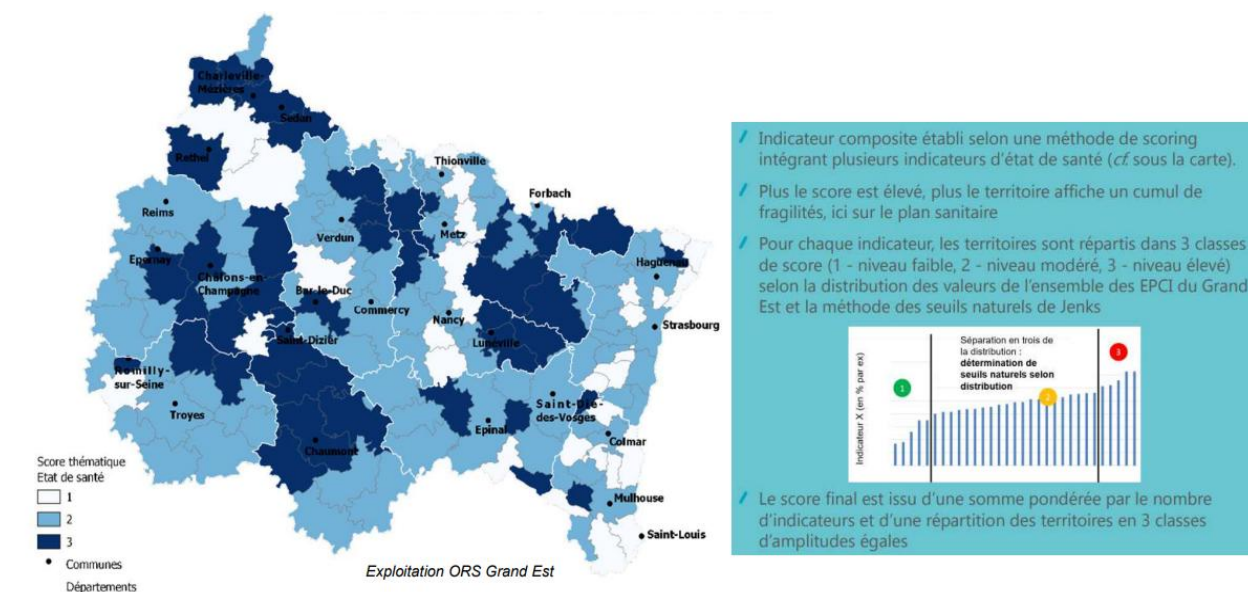 Charleville-
Mézières
Sedan
Rethel
Thionville
Forbach
Reims
Verdun
Metz
Epernay
Haguenau
Châlons-en-
Champagne
Bar-le-Duc
Commercy
Nancy
Strasbourg
Saint-Dizier
Lunéville
Romilly-
sur-Seine
Troyes
Saint-Dié-
des-Vosges
Epinal
Colmar
Chaumont
Mulhouse
Saint-Louis
Score thématique
Etat de santé
1
2
3
Communes
Départements
Exploitation ORS Grand Est
Indicateur composite établi selon une méthode de scoring
intégrant plusieurs indicateurs d'état de santé (cf. sous la carte).
Plus le score est élevé, plus le territoire affiche un cumul de
fragilités, ici sur le plan sanitaire
Pour chaque indicateur, les territoires sont répartis dans 3 classes
de score (1 - niveau faible, 2 - niveau modéré, 3 - niveau élevé)
selon la distribution des valeurs de l'ensemble des EPCI du Grand
Est et la méthode des seuils naturels de Jenks
Indicateur X (en % par ex)
Séparation en trois de
la distribution :
détermination de
seuils naturels selon
distribution
1
2
3
Le score final est issu d'une somme pondérée par le nombre
d'indicateurs et d'une répartition des territoires en 3 classes
d'amplitudes égales